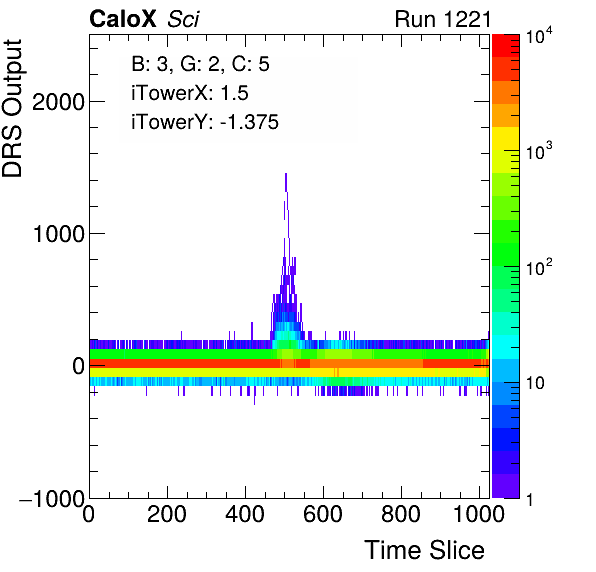 CaloX Sci Run 1221
DRS Output
B: 3, G: 2, C: 5
iTowerX: 1.5
iTowerY: -1.375
2000
1000
0
−1000
0 200 400 600 800 1000
Time Slice
10⁴
10³
10²
10
1